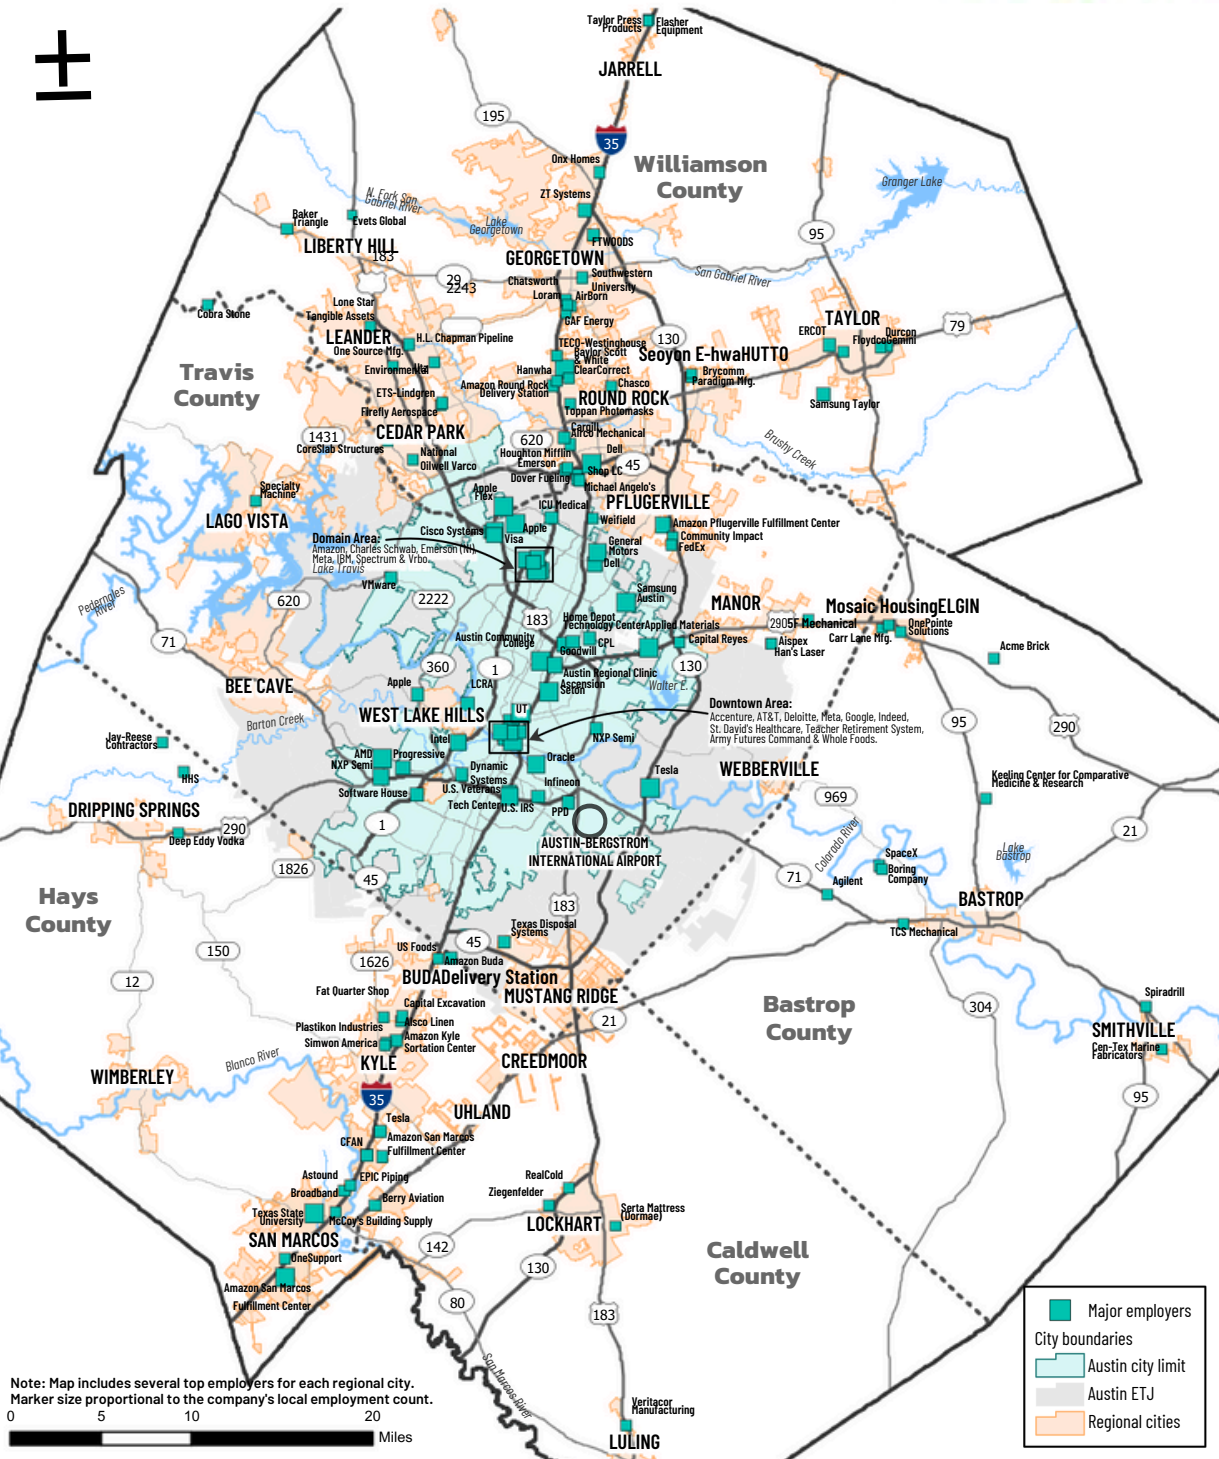 Taylor Press
Products
Flasher
Equipment
JARRELL
195
35
Onx Homes
Williamson
County
ZT Systems
Granger Lake
N. Fork San
Gabriel River
Baker
Triangle
Evets Global
Lake
Georgetown
95
LIBERTY HILL
183
FTWOODS
GEORGETOWN
29
2243
Chatsworth
Southwestern
University
San Gabriel River
Loram
AirBorn
GAF Energy
Cobra Stone
Lone Star
Tangible Assets
LEANDER
H.L. Chapman Pipeline
One Source Mfg.
Environmental
130
TAYLOR
ERCOT
Durcon
Floydco
Gemini
79
TECO-Westinghouse
Baylor Scott
& White
Seoyon E-hwa
HUTTO
Hanwha
ClearCorrect
Brycomm
Paradigm Mfg.
Travis
County
Amazon Round Rock
Delivery Station
Chasco
ROUND ROCK
ETS-Lindgren
Firefly Aerospace
Toppan Photomasks
Samsung Taylor
Cargill
Airco Mechanical
CEDAR PARK
1431
CoreSlab Structures
620
Houghton Mifflin
Dell
Brushy Creek
National
Oilwell Varco
Emerson
Shop LC
45
Dover Fueling
Michael Angelo's
Specialty
Machine
LAGO VISTA
Apple
Flex
ICU Medical
PFLUGERVILLE
Weifield
Cisco Systems
Apple
Visa
Amazon Pflugerville Fulfillment Center
Community Impact
FedEx
Domain Area:
Amazon, Charles Schwab, Emerson (NI),
Meta, IBM, Spectrum & Vrbo.
Lake Travis
General
Motors
Dell
VMware
Pedernales
River
620
2222
183
Samsung
Austin
MANOR
Mosaic Housing
ELGIN
Home Depot
Technology Center
Applied Materials
290
5F Mechanical
OnePointe
Solutions
Carr Lane Mfg.
71
Austin Community
College
CPL
Capital Reyes
Aispex
Han's Laser
Goodwill
Acme Brick
360
1
Austin Regional Clinic
130
BEE CAVE
Apple
LCRA
Ascension
Seton
Walter E.
WEST LAKE HILLS
UT
Downtown Area:
Accenture, AT&T, Deloitte, Meta, Google, Indeed,
St. David's Healthcare, Teacher Retirement System,
Army Futures Command & Whole Foods.
95
290
Barton Creek
Jay-Reese
Contractors
Intel
NXP Semi
AMD
Progressive
NXP Semi
Oracle
HHS
Dynamic
Systems
Tesla
WEBBERVILLE
Keeling Center for Comparative
Medicine & Research
Software House
U.S. Veterans
Tech Center
U.S. IRS
Infineon
PPD
969
DRIPPING SPRINGS
290
Deep Eddy Vodka
1
AUSTIN-BERGSTROM
INTERNATIONAL AIRPORT
Colorado River
21
1826
45
SpaceX
Boring
Company
Lake
Bastrop
71
Agilent
Hays
County
183
BASTROP
Texas Disposal
Systems
TCS Mechanical
150
US Foods
45
1626
Amazon Buda
BUDA
Delivery Station
12
Fat Quarter Shop
MUSTANG RIDGE
Capital Excavation
Bastrop
County
304
Spiradrill
Plastikon Industries
Alsco Linen
21
Simwon America
Amazon Kyle
Sortation Center
SMITHVILLE
Cen-Tex Marine
Fabricators
Blanco River
KYLE
CREEDMOOR
WIMBERLEY
35
95
UHLAND
Tesla
CFAN
Amazon San Marcos
Fulfillment Center
Astound
Broadband
EPIC Piping
RealCold
Ziegenfelder
Berry Aviation
Texas State
University
McCoy's Building Supply
Serta Mattress
(Dormae)
LOCKHART
SAN MARCOS
142
Caldwell
County
OneSupport
130
Amazon San Marcos
Fulfillment Center
80
183
San Marcos River
Major employers
City boundaries
Austin city limit
Austin ETJ
Regional cities
Note: Map includes several top employers for each regional city.
Marker size proportional to the company's local employment count.
0 5 10 20
Miles
Veritacor
Manufacturing
LULING